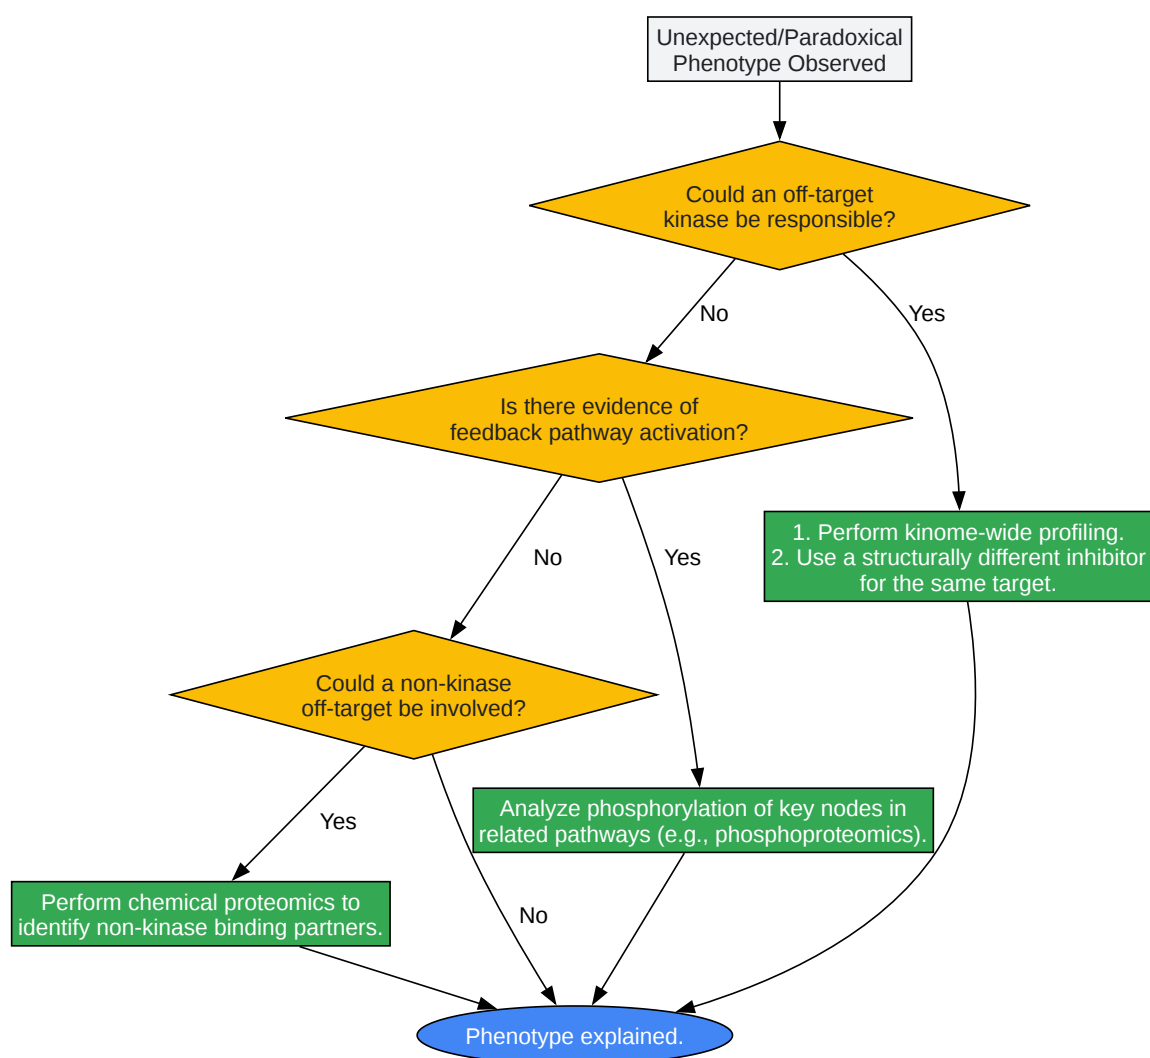 Unexpected/Paradoxical
Phenotype Observed
Could an off-target
kinase be responsible?
No
Yes
Is there evidence of
feedback pathway activation?
1. Perform kinome-wide profiling.
2. Use a structurally different inhibitor
for the same target.
No
Yes
Could a non-kinase
off-target be involved?
Analyze phosphorylation of key nodes in
related pathways (e.g., phosphoproteomics).
Yes
Perform chemical proteomics to
identify non-kinase binding partners.
No
Phenotype explained.